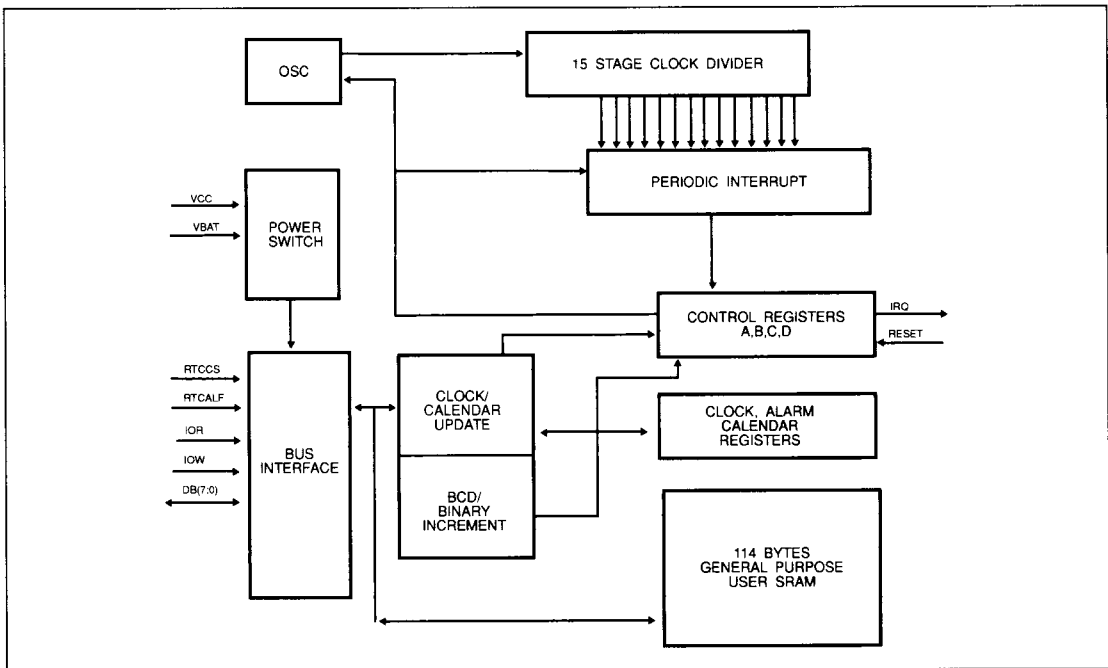 OSC
15 STAGE CLOCK DIVIDER
PERIODIC INTERRUPT
VCC
VBAT
POWER
SWITCH
CONTROL REGISTERS
A,B,C,D
IRQ
RESET
RTCCS
RTCALF
IOR
IOW
DB(7:0)
BUS
INTERFACE
CLOCK/
CALENDAR
UPDATE
BCD/
BINARY
INCREMENT
CLOCK, ALARM
CALENDAR
REGISTERS
114 BYTES
GENERAL PURPOSE
USER SRAM